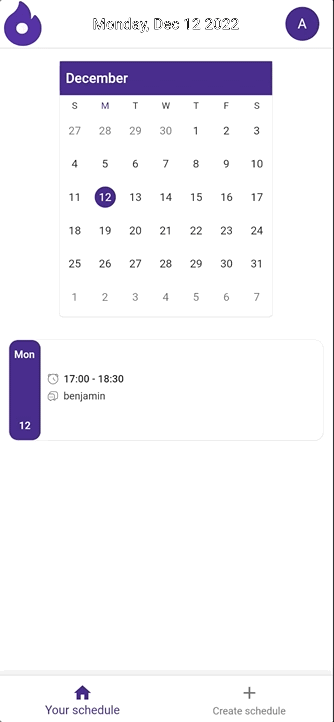 Monday, Dec 12 2022
A
December
S M T W T F S
27 28 29 30 1 2 3
4 5 6 7 8 9 10
11 12 13 14 15 16 17
18 19 20 21 22 23 24
25 26 27 28 29 30 31
1 2 3 4 5 6 7
Mon
17:00 - 18:30
benjamin
12
Your schedule
Create schedule